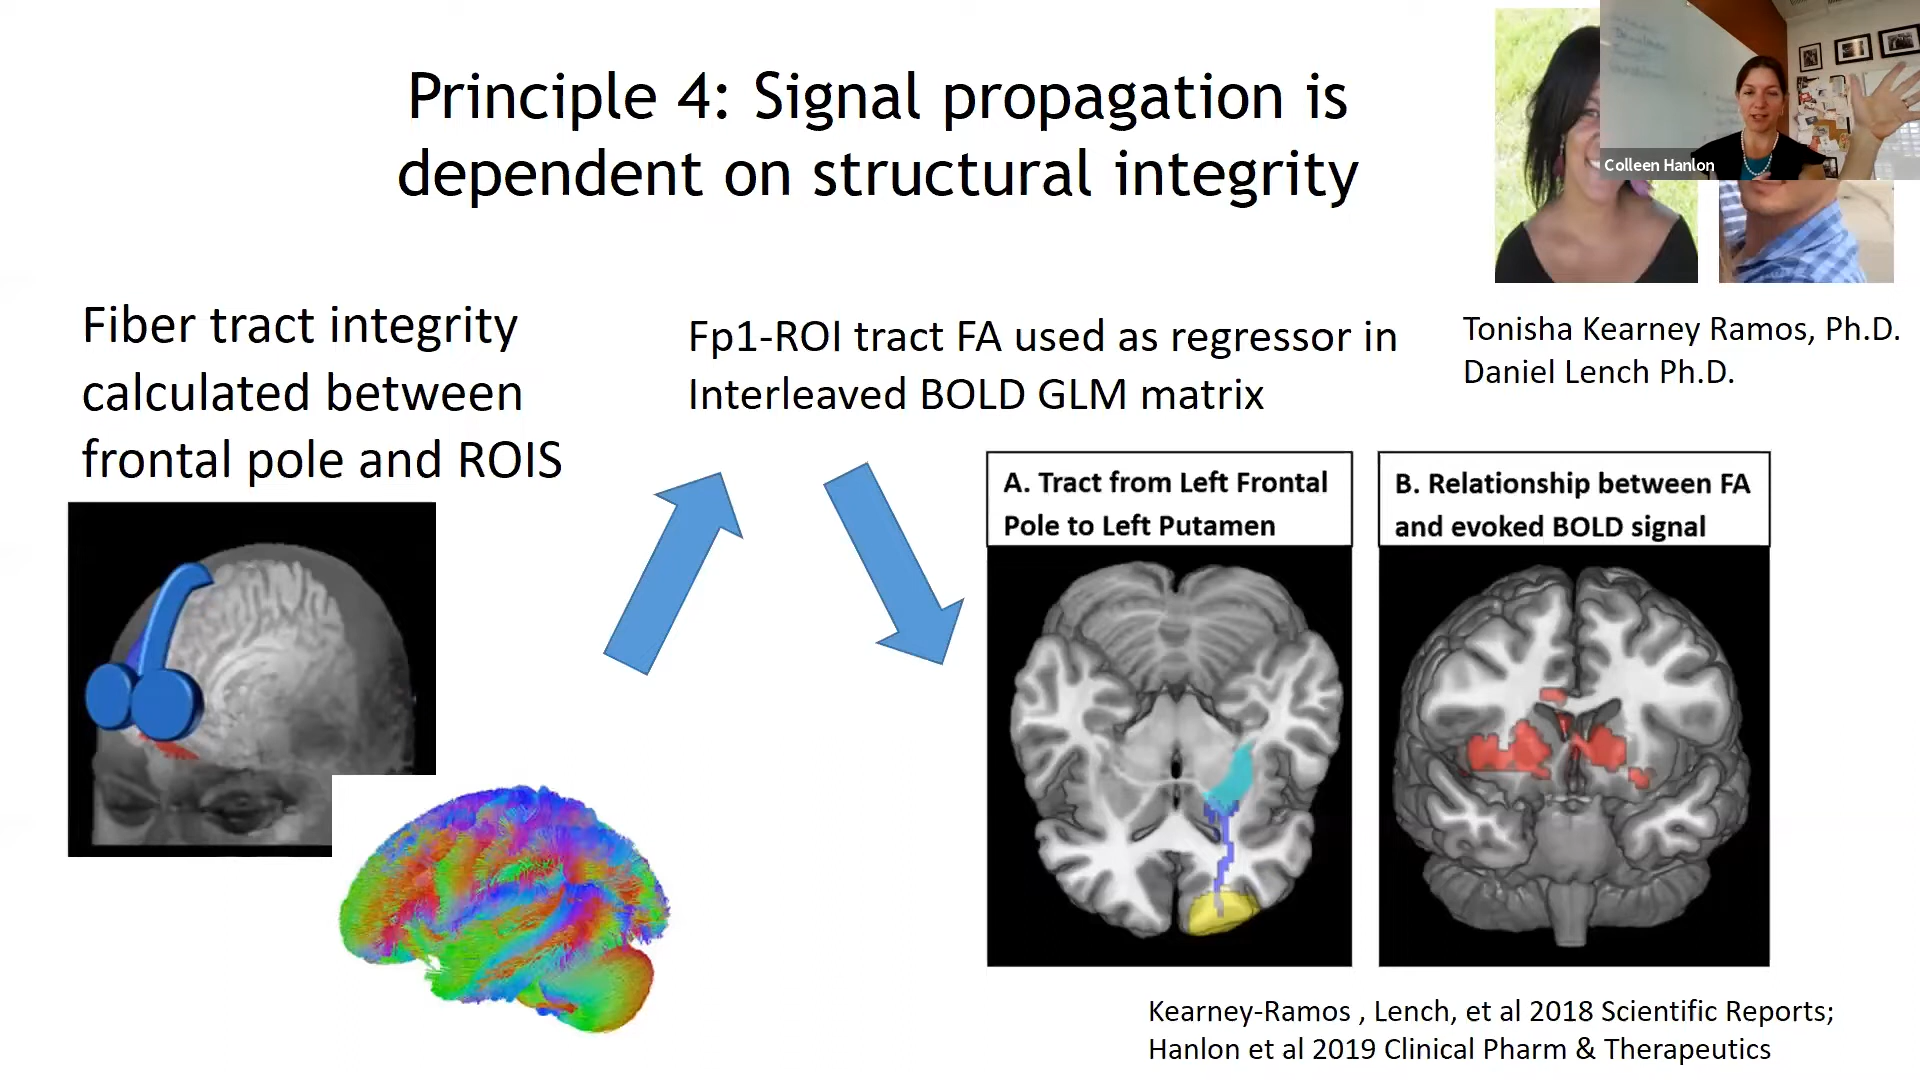 Principle 4: Signal propagation is
dependent on structural integrity
Colleen Hanlon
Fiber tract integrity
calculated between
frontal pole and ROIS
Fp1-ROI tract FA used as regressor in
Interleaved BOLD GLM matrix
Tonisha Kearney Ramos, Ph.D.
Daniel Lench Ph.D.
A. Tract from Left Frontal
Pole to Left Putamen
B. Relationship between FA
and evoked BOLD signal
Kearney-Ramos , Lench, et al 2018 Scientific Reports;
Hanlon et al 2019 Clinical Pharm & Therapeutics